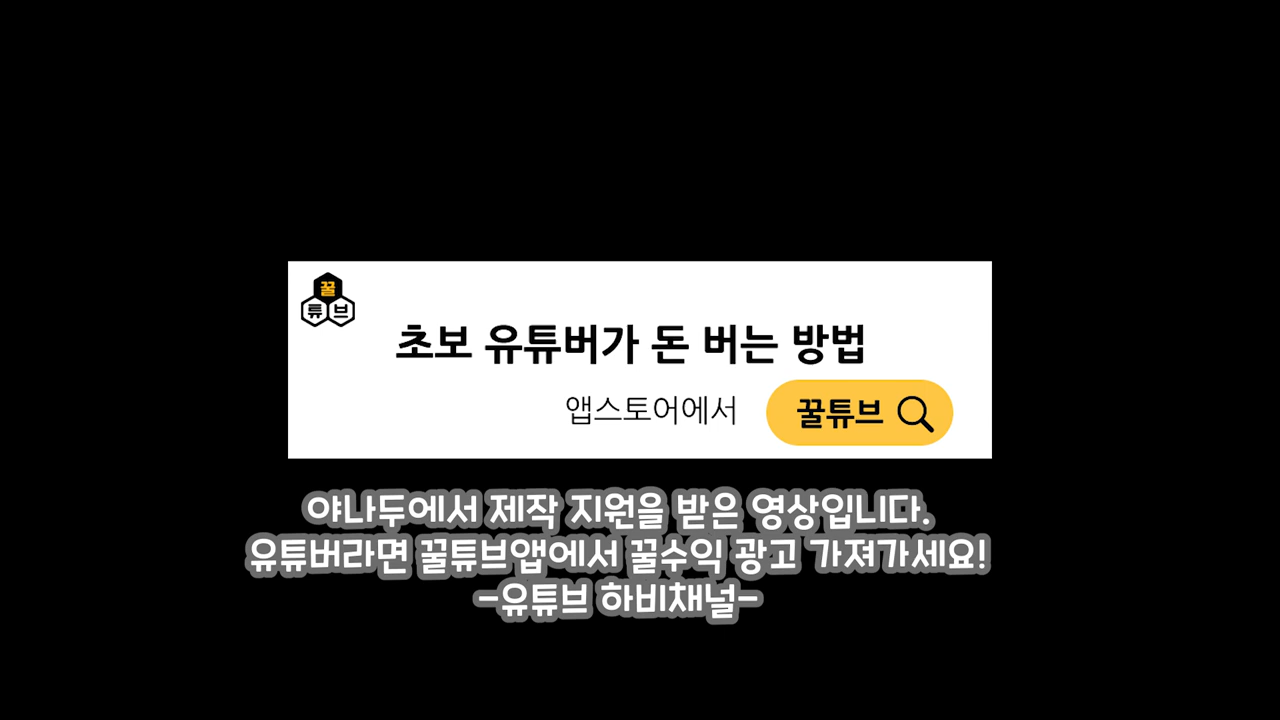 꿀
튜브
초보 유튜버가 돈 버는 방법
앱스토어에서 꿀튜브
야나두에서 제작 지원을 받은 영상입니다.
유튜버라면 꿀튜브앱에서 꿀수익 광고 가져가세요!
-유튜브 하비채널-